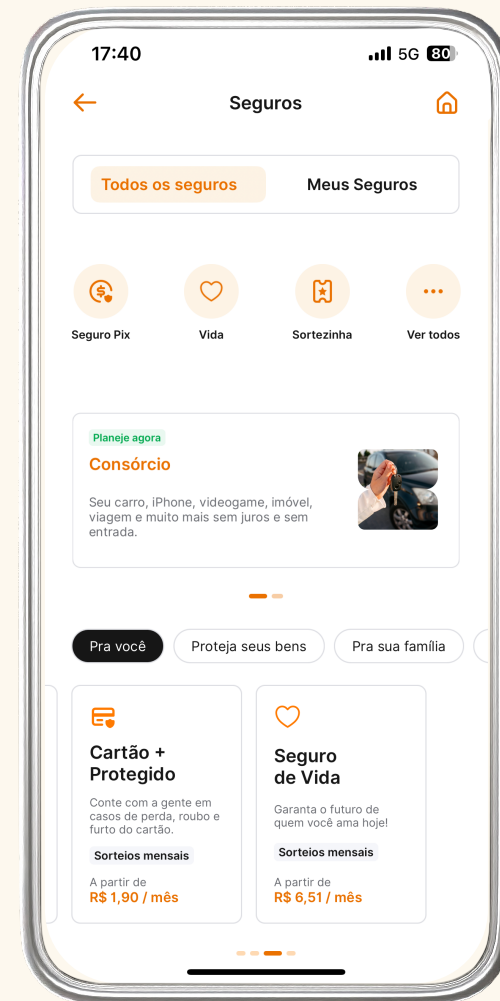 17:40
5G
80
Seguros
Todos os seguros
Meus Seguros
Seguro Pix
Vida
Sortezinha
Ver todos
Planeje agora
Consórcio
Seu carro, iPhone, videogame, imóvel,
viagem e muito mais sem juros e sem
entrada.
Pra você
Proteja seus bens
Pra sua família
Cartão +
Protegido
Conte com a gente em
casos de perda, roubo e
furto do cartão.
Sorteios mensais
A partir de
R$ 1,90 / mês
Seguro
de Vida
Garanta o futuro de
quem você ama hoje!
Sorteios mensais
A partir de
R$ 6,51 / mês